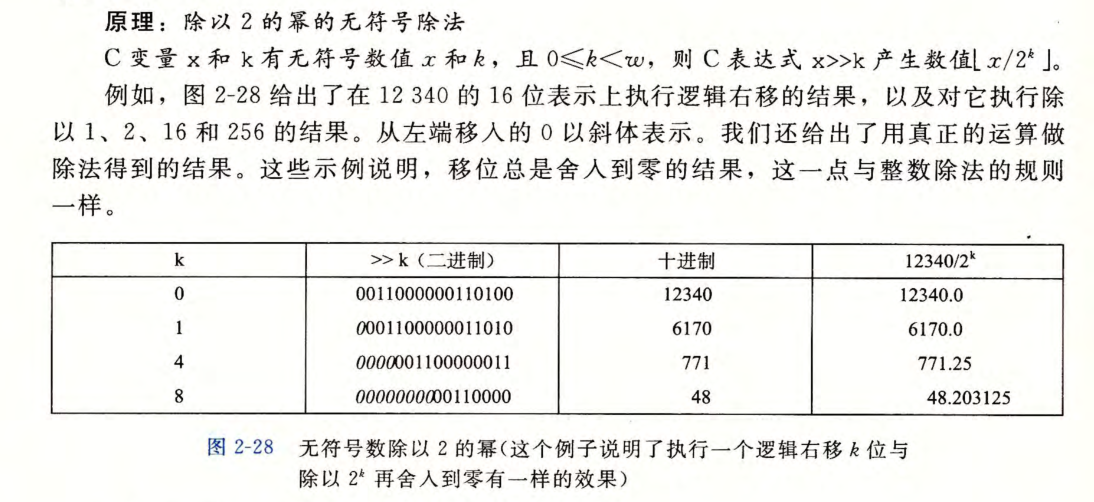 原理：除以 2 的幂的无符号除法
C 变量 x 和 k 有无符号数值 x 和 k，且 0≤k<w，则 C 表达式 x>>k 产生数值⌊x/2ᵏ⌋。
例如，图 2-28 给出了在 12 340 的 16 位表示上执行逻辑右移的结果，以及对它执行除
以 1、2、16 和 256 的结果。从左端移入的 0 以斜体表示。我们还给出了用真正的运算做
除法得到的结果。这些示例说明，移位总是舍入到零的结果，这一点与整数除法的规则
一样。
k >> k（二进制） 十进制 12340/2ᵏ
0 0011000000110100 12340 12340.0
1 0001100000011010 6170 6170.0
4 0000001100000011 771 771.25
8 0000000000110000 48 48.203125
图 2-28 无符号数除以 2 的幂（这个例子说明了执行一个逻辑右移 k 位与
除以 2ᵏ 再舍入到零有一样的效果）